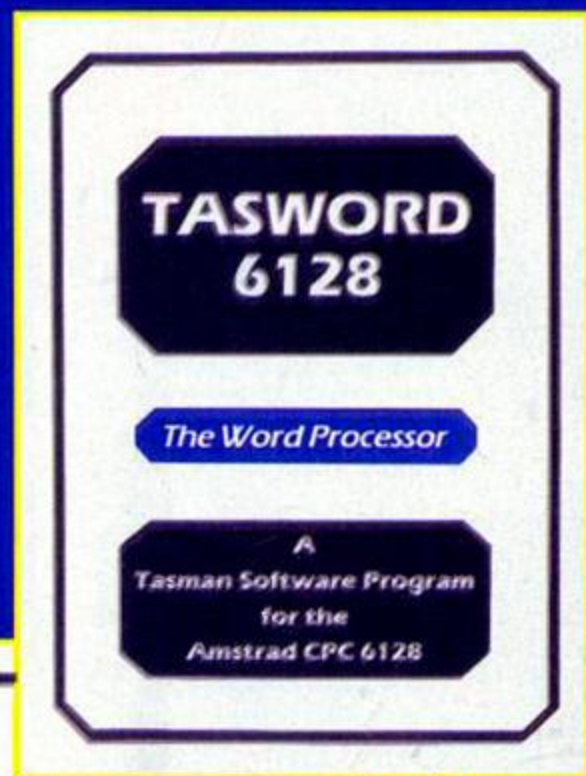 TASWORD
6128
The Word Processor
A
Tasman Software Program
for the
Amstrad CPC 6128